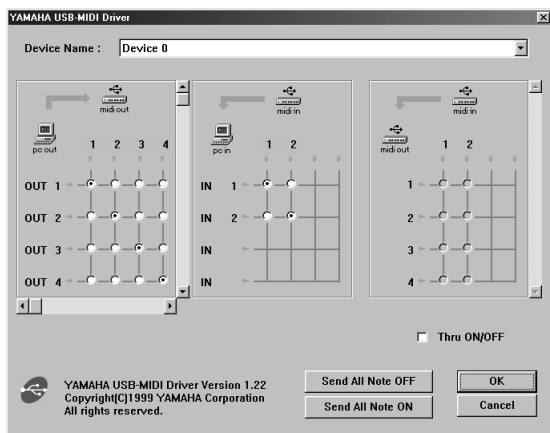 YAMAHA USB-MIDI Driver
Device Name : Device 0
midi out
pc out
1 2 3 4
OUT 1
OUT 2
OUT 3
OUT 4
midi in
pc in
1 2
IN 1
IN 2
IN
IN
midi in
midi out
1 2
1
2
3
4
Thru ON/OFF
YAMAHA USB-MIDI Driver Version 1.22
Copyright(C)1999 YAMAHA Corporation
All rights reserved.
Send All Note OFF
Send All Note ON
OK
Cancel